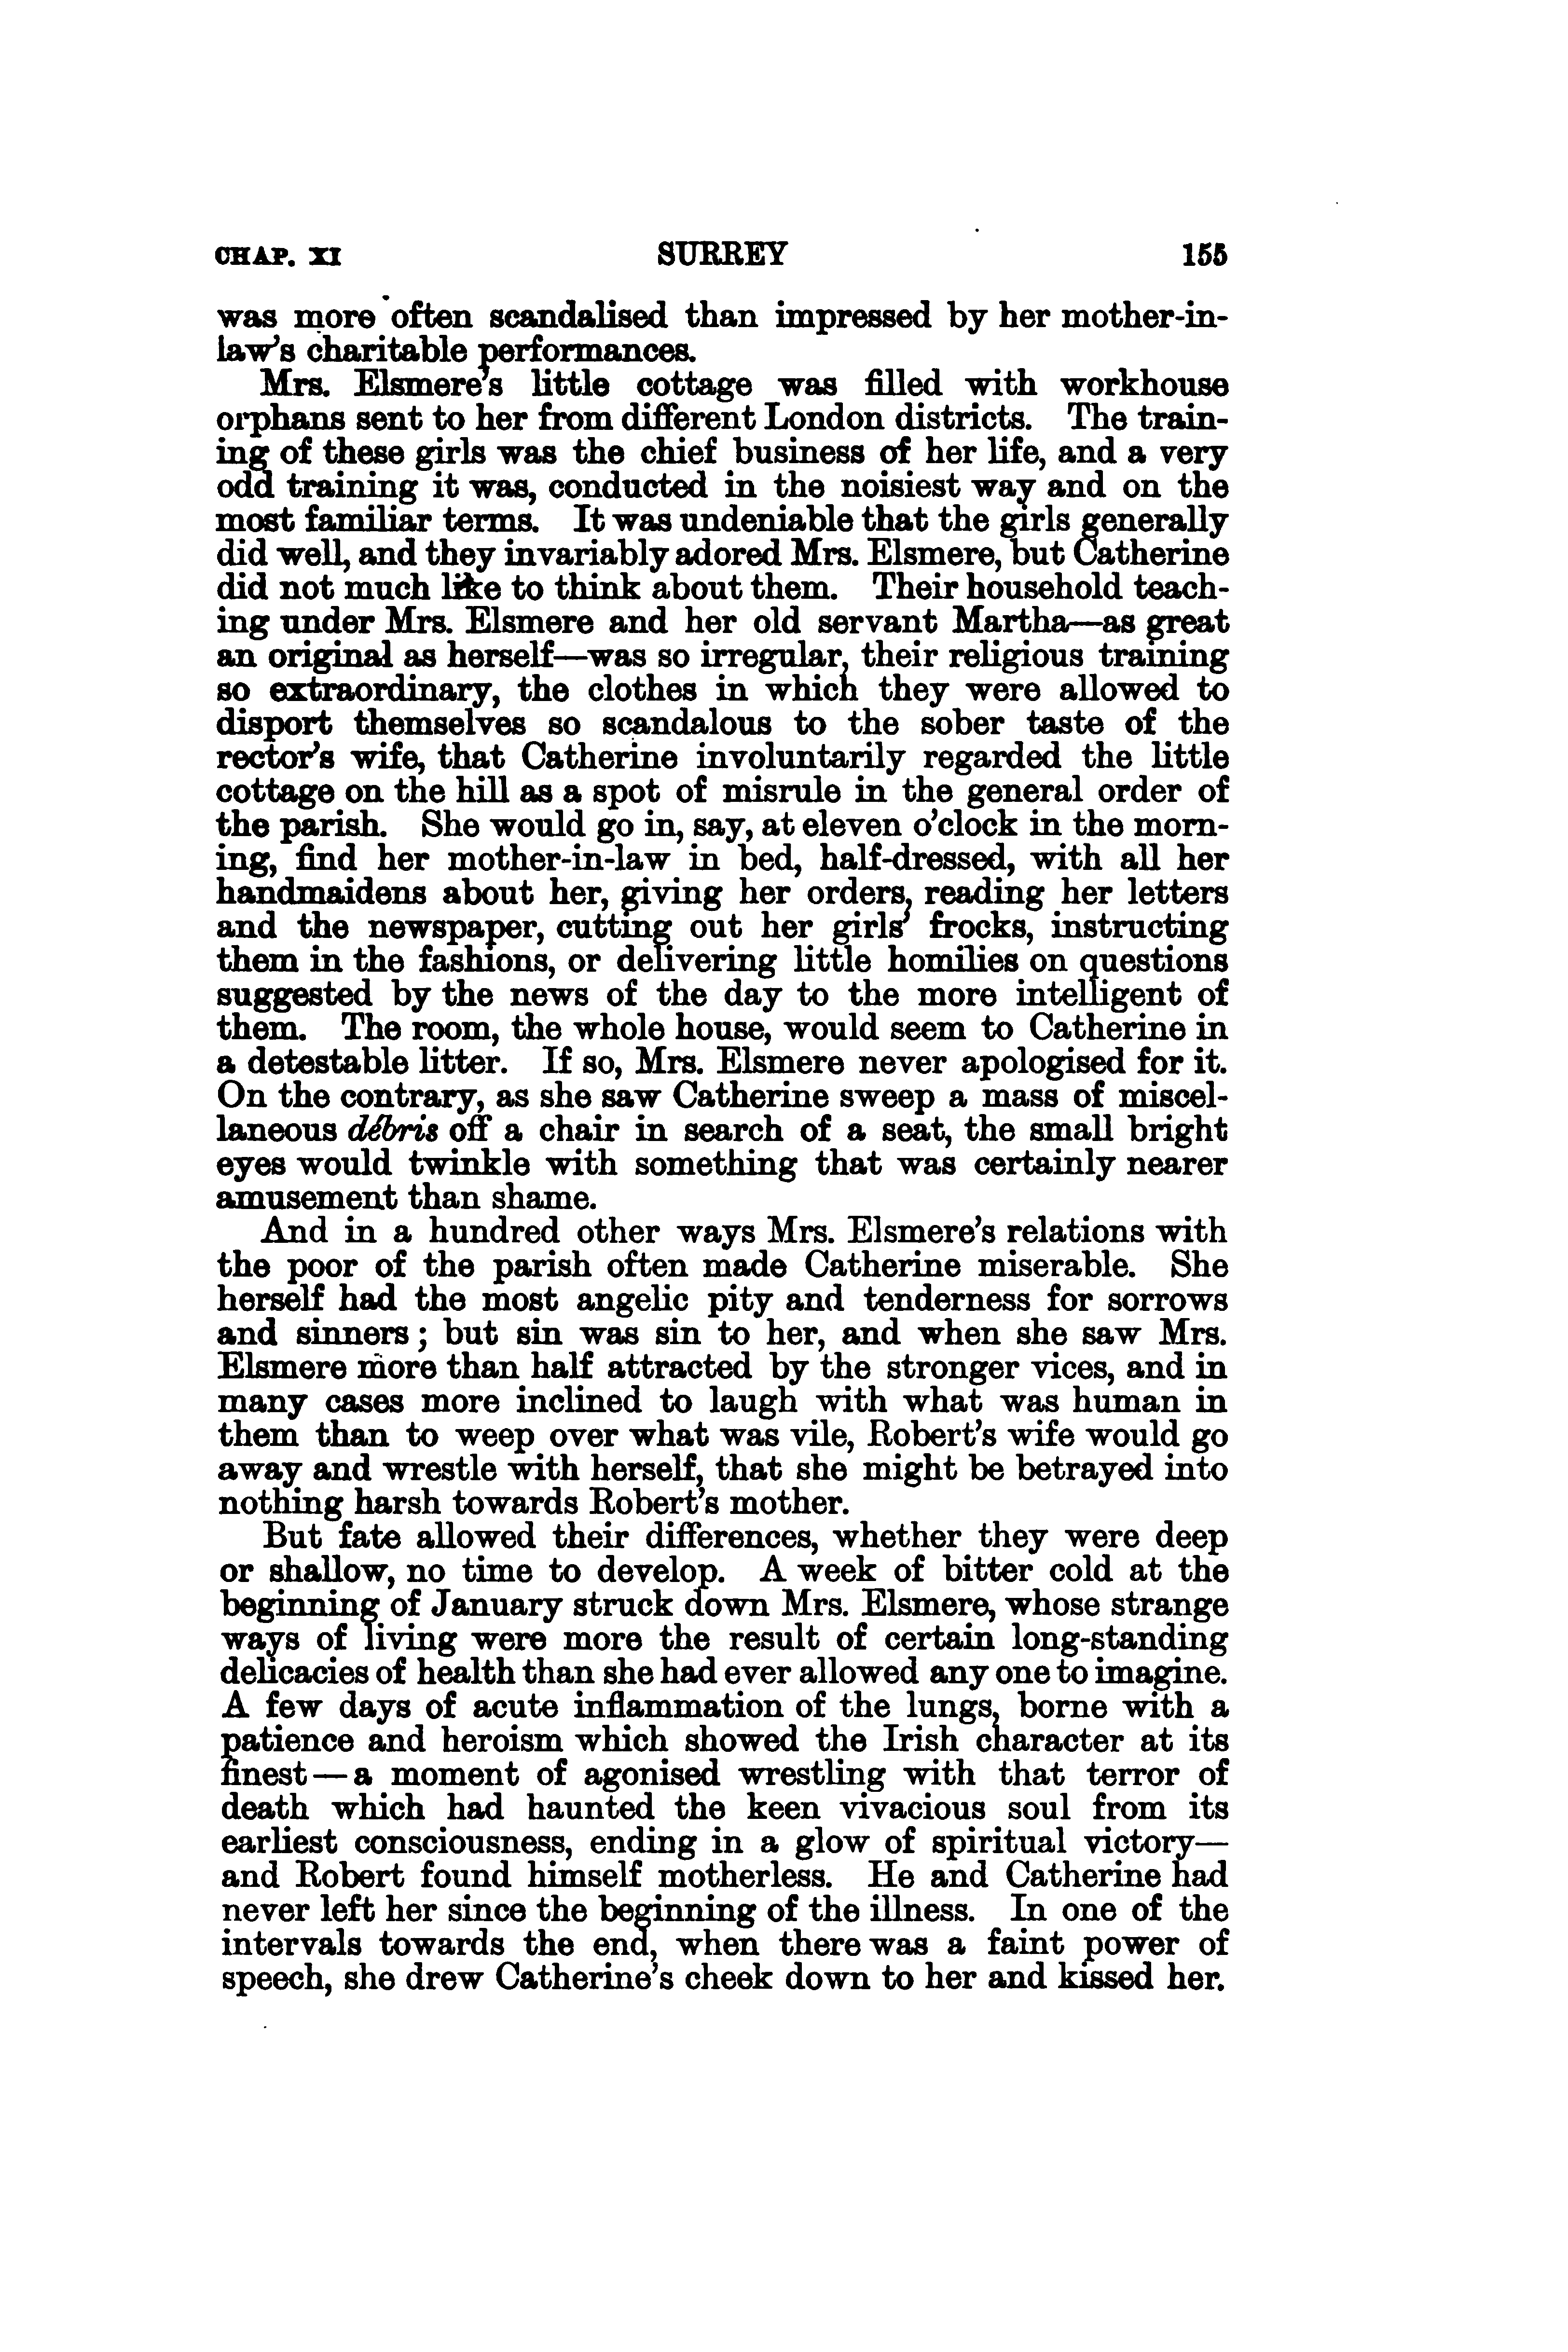 CHAP. XI SURREY 155
was more often scandalised than impressed by her mother-in-
law's charitable performances.
Mrs. Elsmere's little cottage was filled with workhouse
orphans sent to her from different London districts. The train-
ing of these girls was the chief business of her life, and a very
odd training it was, conducted in the noisiest way and on the
most familiar terms. It was undeniable that the girls generally
did well, and they invariably adored Mrs. Elsmere, but Catherine
did not much like to think about them. Their household teach-
ing under Mrs. Elsmere and her old servant Martha—as great
an original as herself—was so irregular, their religious training
so extraordinary, the clothes in which they were allowed to
disport themselves so scandalous to the sober taste of the
rector's wife, that Catherine involuntarily regarded the little
cottage on the hill as a spot of misrule in the general order of
the parish. She would go in, say, at eleven o'clock in the morn-
ing, find her mother-in-law in bed, half-dressed, with all her
handmaidens about her, giving her orders, reading her letters
and the newspaper, cutting out her girls' frocks, instructing
them in the fashions, or delivering little homilies on questions
suggested by the news of the day to the more intelligent of
them. The room, the whole house, would seem to Catherine in
a detestable litter. If so, Mrs. Elsmere never apologised for it.
On the contrary, as she saw Catherine sweep a mass of miscel-
laneous débris off a chair in search of a seat, the small bright
eyes would twinkle with something that was certainly nearer
amusement than shame.
And in a hundred other ways Mrs. Elsmere's relations with
the poor of the parish often made Catherine miserable. She
herself had the most angelic pity and tenderness for sorrows
and sinners; but sin was sin to her, and when she saw Mrs.
Elsmere more than half attracted by the stronger vices, and in
many cases more inclined to laugh with what was human in
them than to weep over what was vile, Robert's wife would go
away and wrestle with herself, that she might be betrayed into
nothing harsh towards Robert's mother.
But fate allowed their differences, whether they were deep
or shallow, no time to develop. A week of bitter cold at the
beginning of January struck down Mrs. Elsmere, whose strange
ways of living were more the result of certain long-standing
delicacies of health than she had ever allowed any one to imagine.
A few days of acute inflammation of the lungs, borne with a
patience and heroism which showed the Irish character at its
finest—a moment of agonised wrestling with that terror of
death which had haunted the keen vivacious soul from its
earliest consciousness, ending in a glow of spiritual victory—
and Robert found himself motherless. He and Catherine had
never left her since the beginning of the illness. In one of the
intervals towards the end, when there was a faint power of
speech, she drew Catherine's cheek down to her and kissed her.